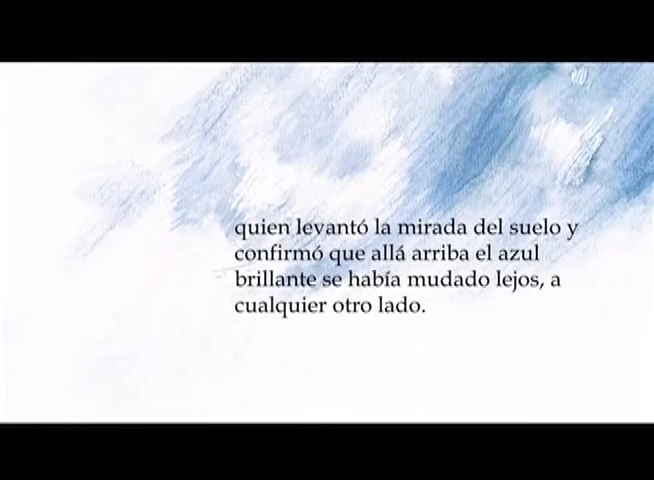 quien levantó la mirada del suelo y
confirmó que allá arriba el azul
brillante se había mudado lejos, a
cualquier otro lado.